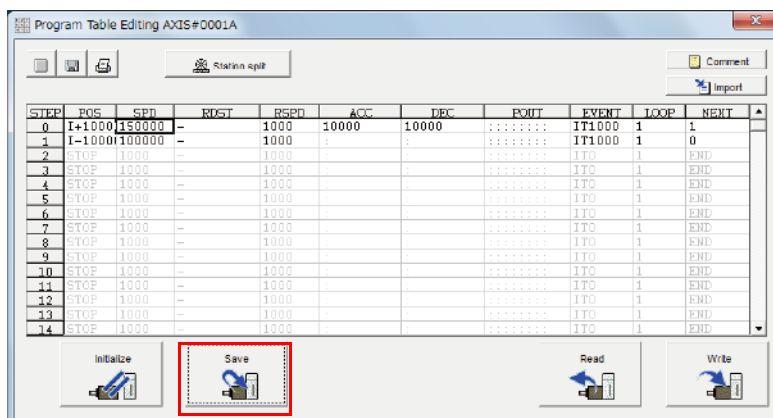 Program Table Editing AXIS#0001A
Station split
Comment
Import
STEP POS SPD RDST RSPD ACC DEC POUT EVENT LOOP NEXT
0 I+1000 150000 - 1000 10000 10000 :::::::: IT1000 1 1
1 I-1000 100000 - 1000 : : :::::::: IT1000 1 0
2 STOP 1000 - 1000 : : :::::::: IT0 1 END
3 STOP 1000 - 1000 : : :::::::: IT0 1 END
4 STOP 1000 - 1000 : : :::::::: IT0 1 END
5 STOP 1000 - 1000 : : :::::::: IT0 1 END
6 STOP 1000 - 1000 : : :::::::: IT0 1 END
7 STOP 1000 - 1000 : : :::::::: IT0 1 END
8 STOP 1000 - 1000 : : :::::::: IT0 1 END
9 STOP 1000 - 1000 : : :::::::: IT0 1 END
10 STOP 1000 - 1000 : : :::::::: IT0 1 END
11 STOP 1000 - 1000 : : :::::::: IT0 1 END
12 STOP 1000 - 1000 : : :::::::: IT0 1 END
13 STOP 1000 - 1000 : : :::::::: IT0 1 END
14 STOP 1000 - 1000 : : :::::::: IT0 1 END
Initialize Save Read Write